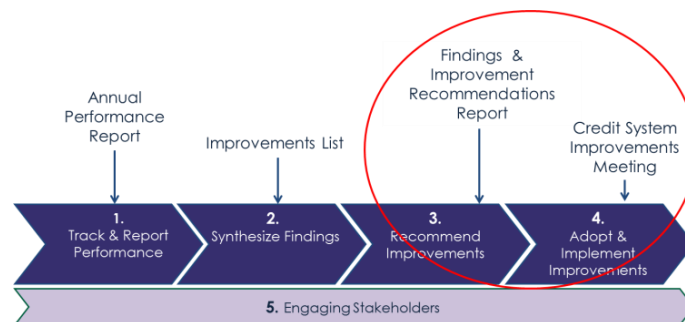 Annual
Performance
Report
Improvements List
Findings &
Improvement
Recommendations
Report
Credit System
Improvements
Meeting
1.
Track & Report
Performance
2.
Synthesize Findings
3.
Recommend
Improvements
4.
Adopt &
Implement
Improvements
5. Engaging Stakeholders